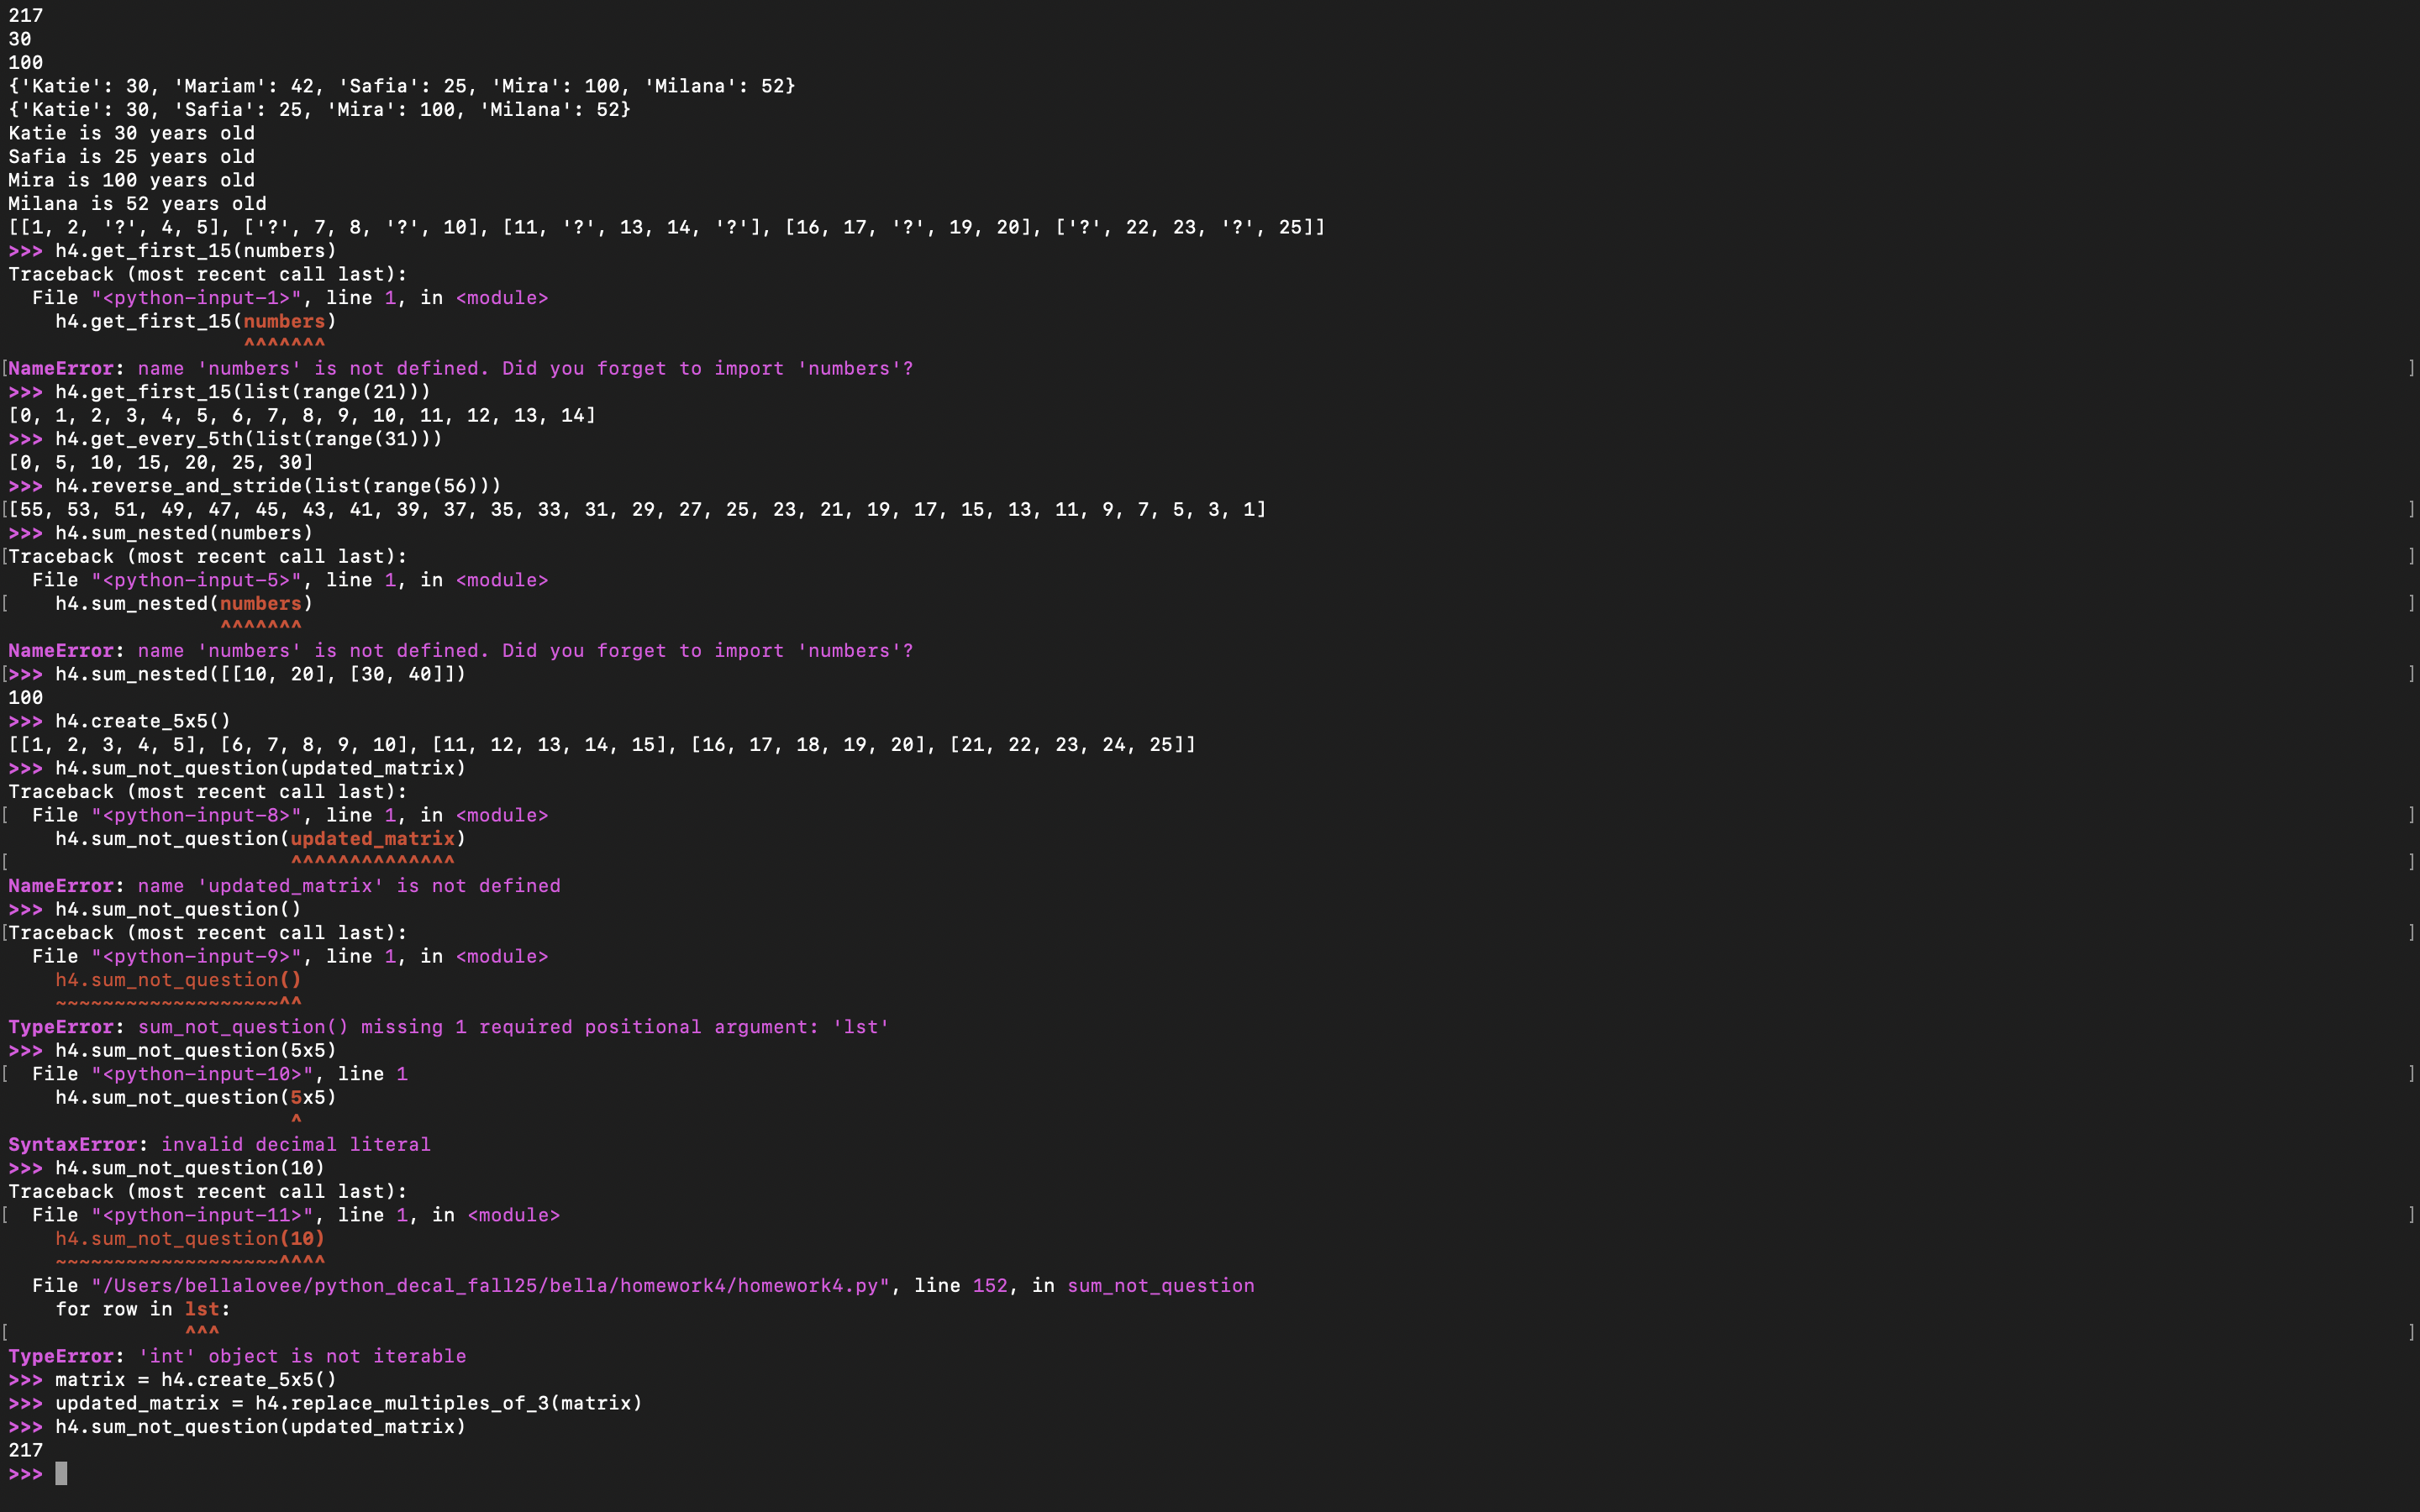 217
30
100
{'Katie': 30, 'Mariam': 42, 'Safia': 25, 'Mira': 100, 'Milana': 52}
{'Katie': 30, 'Safia': 25, 'Mira': 100, 'Milana': 52}
Katie is 30 years old
Safia is 25 years old
Mira is 100 years old
Milana is 52 years old
[[1, 2, '?', 4, 5], ['?', 7, 8, '?', 10], [11, '?', 13, 14, '?'], [16, 17, '?', 19, 20], ['?', 22, 23, '?', 25]]
>>> h4.get_first_15(numbers)
Traceback (most recent call last):
  File "<python-input-1>", line 1, in <module>
    h4.get_first_15(numbers)
                    ^^^^^^^
[NameError: name 'numbers' is not defined. Did you forget to import 'numbers'? ]
>>> h4.get_first_15(list(range(21)))
[0, 1, 2, 3, 4, 5, 6, 7, 8, 9, 10, 11, 12, 13, 14]
>>> h4.get_every_5th(list(range(31)))
[0, 5, 10, 15, 20, 25, 30]
>>> h4.reverse_and_stride(list(range(56)))
[[55, 53, 51, 49, 47, 45, 43, 41, 39, 37, 35, 33, 31, 29, 27, 25, 23, 21, 19, 17, 15, 13, 11, 9, 7, 5, 3, 1] ]
>>> h4.sum_nested(numbers)
[Traceback (most recent call last): ]
  File "<python-input-5>", line 1, in <module>
[    h4.sum_nested(numbers) ]
                  ^^^^^^^
NameError: name 'numbers' is not defined. Did you forget to import 'numbers'?
[>>> h4.sum_nested([[10, 20], [30, 40]]) ]
100
>>> h4.create_5x5()
[[1, 2, 3, 4, 5], [6, 7, 8, 9, 10], [11, 12, 13, 14, 15], [16, 17, 18, 19, 20], [21, 22, 23, 24, 25]]
>>> h4.sum_not_question(updated_matrix)
Traceback (most recent call last):
[  File "<python-input-8>", line 1, in <module> ]
    h4.sum_not_question(updated_matrix)
[                        ^^^^^^^^^^^^^^ ]
NameError: name 'updated_matrix' is not defined
>>> h4.sum_not_question()
[Traceback (most recent call last): ]
  File "<python-input-9>", line 1, in <module>
    h4.sum_not_question()
    ~~~~~~~~~~~~~~~~~~~^^
TypeError: sum_not_question() missing 1 required positional argument: 'lst'
>>> h4.sum_not_question(5x5)
[  File "<python-input-10>", line 1 ]
    h4.sum_not_question(5x5)
                        ^
SyntaxError: invalid decimal literal
>>> h4.sum_not_question(10)
Traceback (most recent call last):
[  File "<python-input-11>", line 1, in <module> ]
    h4.sum_not_question(10)
    ~~~~~~~~~~~~~~~~~~~^^^^
  File "/Users/bellalovee/python_decal_fall25/bella/homework4/homework4.py", line 152, in sum_not_question
    for row in lst:
[               ^^^ ]
TypeError: 'int' object is not iterable
>>> matrix = h4.create_5x5()
>>> updated_matrix = h4.replace_multiples_of_3(matrix)
>>> h4.sum_not_question(updated_matrix)
217
>>>